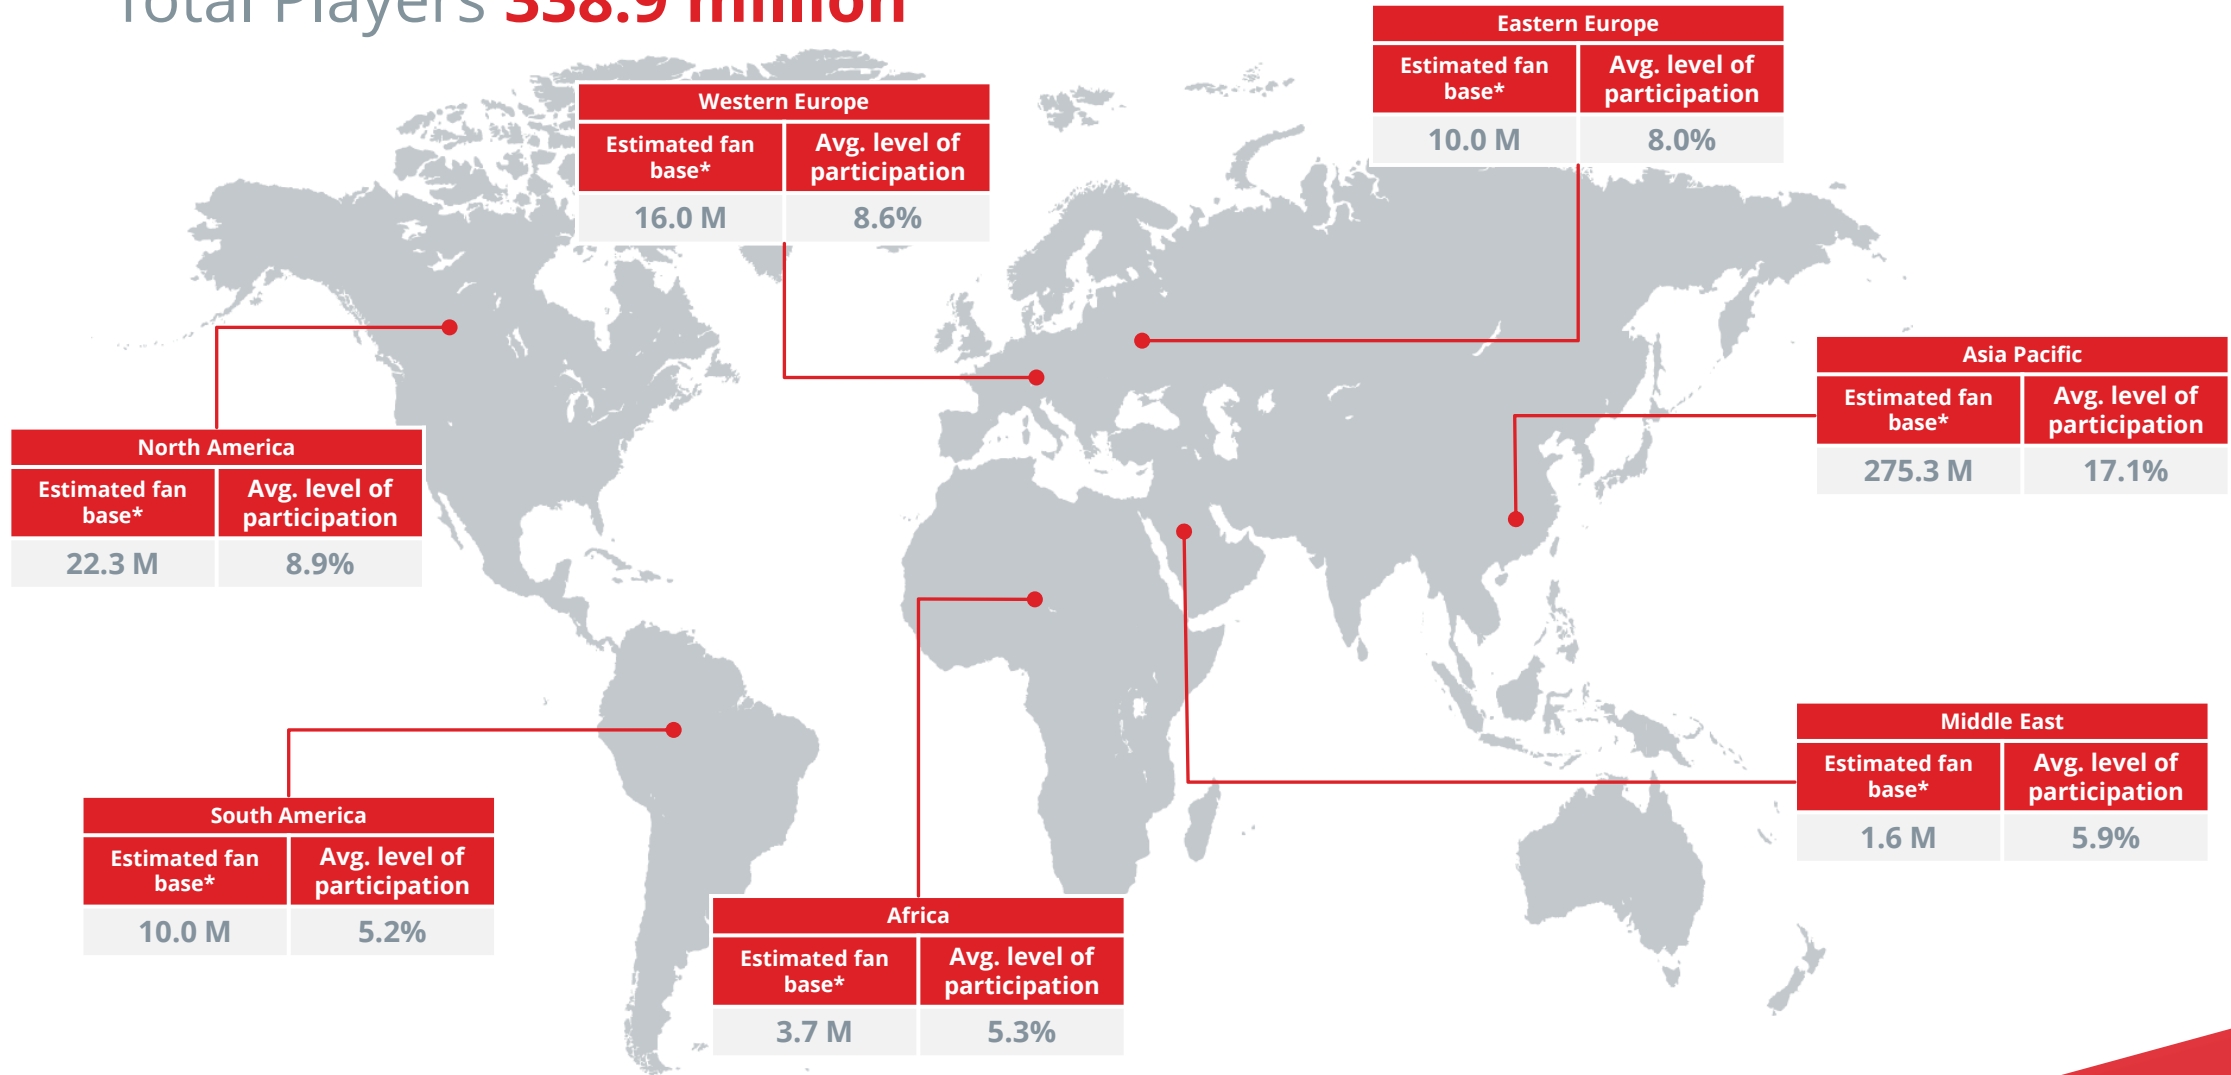 Total Players 338.9 million
Eastern Europe
Estimated fan
base*
Avg. level of
participation
10.0 M
8.0%
Western Europe
Estimated fan
base*
Avg. level of
participation
16.0 M
8.6%
Asia Pacific
Estimated fan
base*
Avg. level of
participation
275.3 M
17.1%
North America
Estimated fan
base*
Avg. level of
participation
22.3 M
8.9%
Middle East
Estimated fan
base*
Avg. level of
participation
1.6 M
5.9%
South America
Estimated fan
base*
Avg. level of
participation
10.0 M
5.2%
Africa
Estimated fan
base*
Avg. level of
participation
3.7 M
5.3%